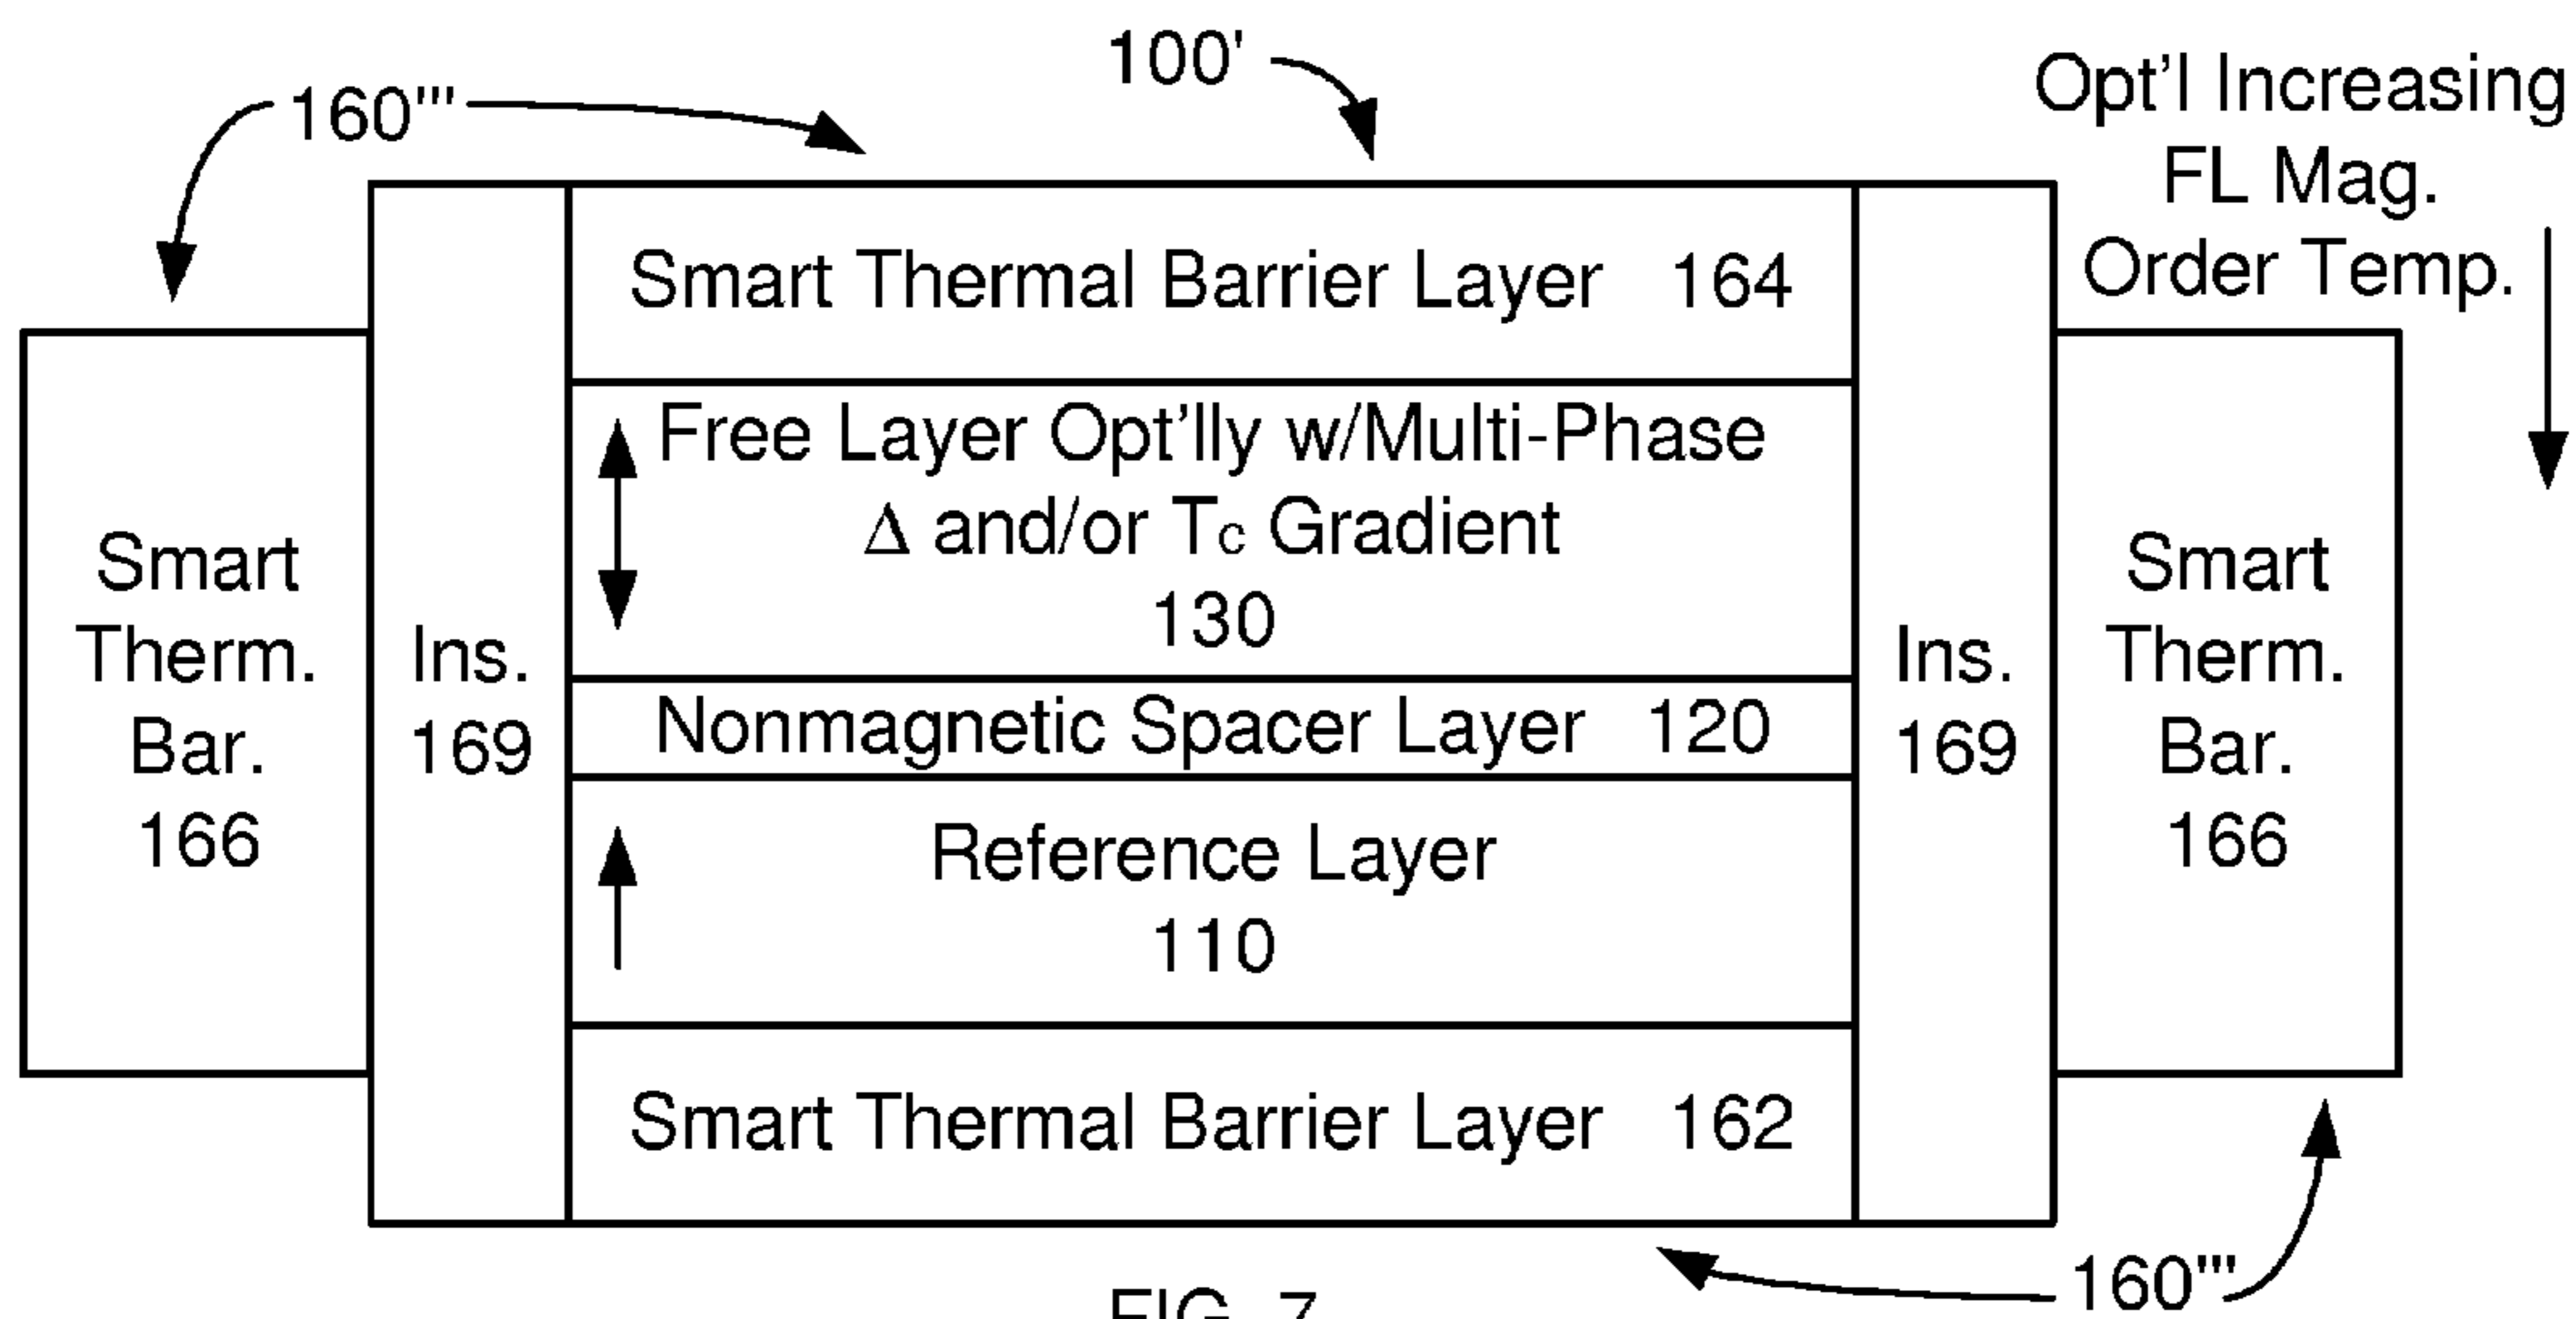 100'
160'''
Opt'l Increasing
FL Mag.
Order Temp.
Smart Thermal Barrier Layer 164
Free Layer Opt'lly w/Multi-Phase
Δ and/or Tc Gradient
130
Smart
Therm.
Bar.
166
Ins.
169
Nonmagnetic Spacer Layer 120
Ins.
169
Smart
Therm.
Bar.
166
Reference Layer
110
Smart Thermal Barrier Layer 162
160'''
FIG. 7